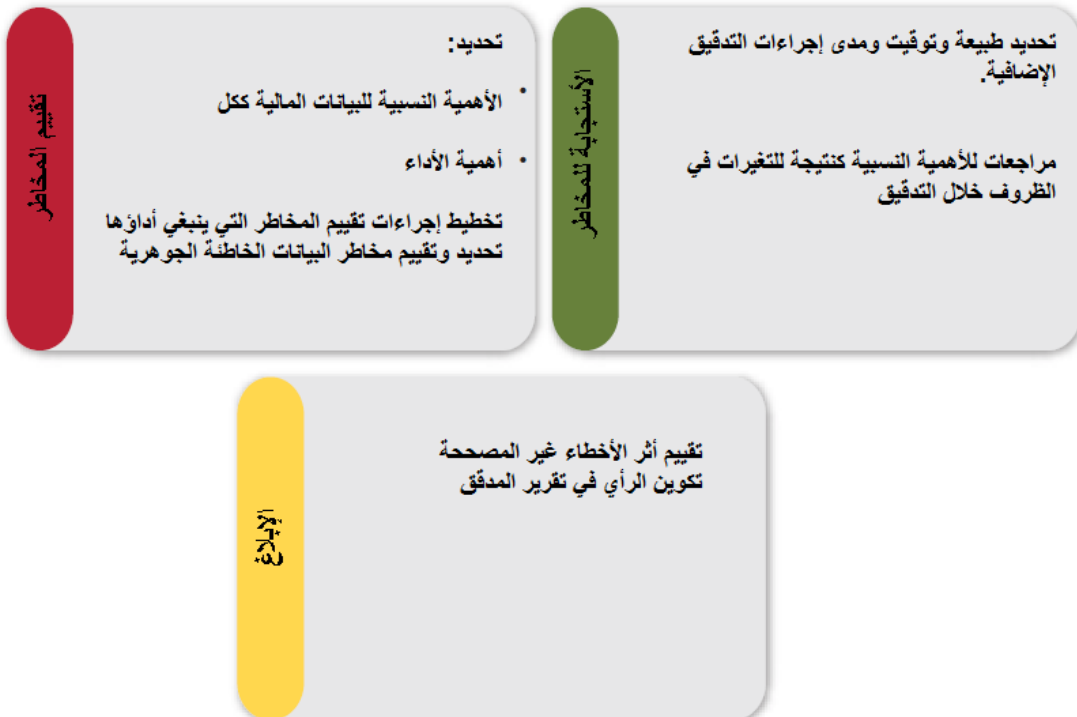 تقييم المخاطر
تحديد:
• الأهمية النسبية للبيانات المالية ككل
• أهمية الأداء
تخطيط إجراءات تقييم المخاطر التي ينبغي أداؤها
تحديد وتقييم مخاطر البيانات الخاطئة الجوهرية
الأستجابة للمخاطر
تحديد طبيعة وتوقيت ومدى إجراءات التدقيق
الإضافية.
مراجعات للأهمية النسبية كنتيجة للتغيرات في
الظروف خلال التدقيق
الإبلاغ
تقييم أثر الأخطاء غير المصححة
تكوين الرأي في تقرير المدقق